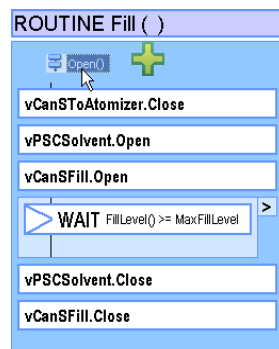 ROUTINE Fill ( )
Open()
vCanSToAtomizer.Close
vPSCSolvent.Open
vCanSFill.Open
>
WAIT FillLevel() >= MaxFillLevel
vPSCSolvent.Close
vCanSFill.Close